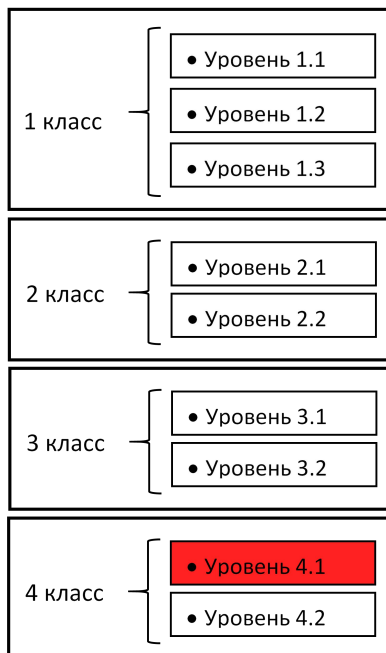 1 класс
• Уровень 1.1
• Уровень 1.2
• Уровень 1.3
2 класс
• Уровень 2.1
• Уровень 2.2
3 класс
• Уровень 3.1
• Уровень 3.2
4 класс
• Уровень 4.1
• Уровень 4.2